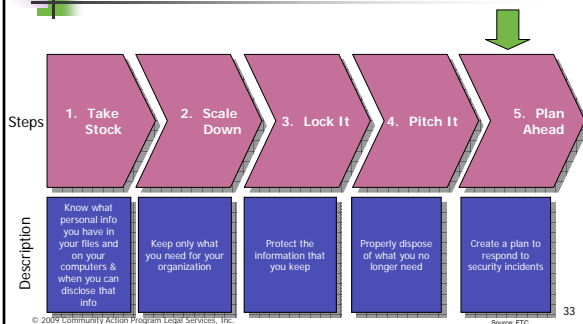 Steps
1. Take
Stock
2. Scale
Down
3. Lock It
4. Pitch It
5. Plan
Ahead
Description
Know what
personal info
you have in
your files and
on your
computers &
when you can
disclose that
info
Keep only what
you need for your
organization
Protect the
information that
you keep
Properly dispose
of what you no
longer need
Create a plan to
respond to
security incidents
© 2009 Community Action Program Legal Services, Inc.
Source: FTC
33